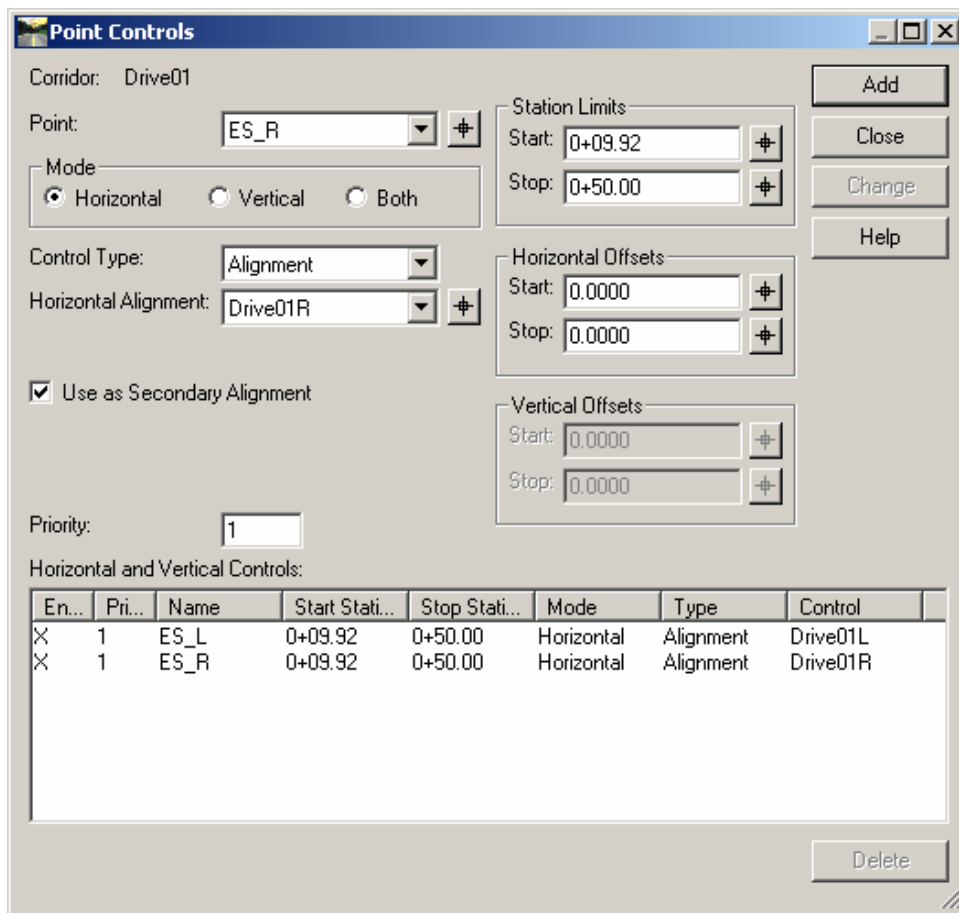 Point Controls
Corridor: Drive01
Point: ES_R
Mode
Horizontal Vertical Both
Control Type: Alignment
Horizontal Alignment: Drive01R
Use as Secondary Alignment
Priority: 1
Station Limits
Start: 0+09.92
Stop: 0+50.00
Horizontal Offsets
Start: 0.0000
Stop: 0.0000
Vertical Offsets
Start: 0.0000
Stop: 0.0000
Add
Close
Change
Help
Horizontal and Vertical Controls:
En... Pri... Name Start Stati... Stop Stati... Mode Type Control
X 1 ES_L 0+09.92 0+50.00 Horizontal Alignment Drive01L
X 1 ES_R 0+09.92 0+50.00 Horizontal Alignment Drive01R
Delete